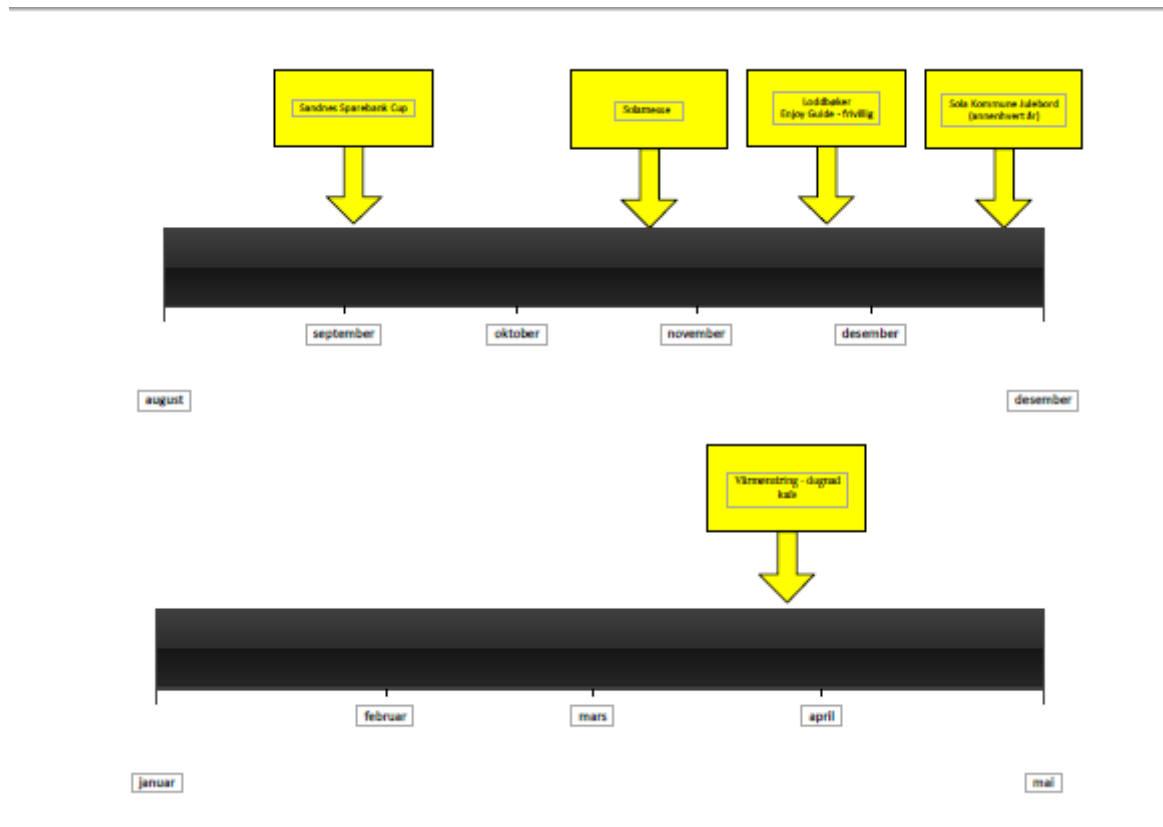 Sandnes Sparebank Cup
Solamesse
Loddbøker
Enjoy Guide - frivillig
Sola Kommune Julebord
(annenhvert år)
september
oktober
november
desember
august
desember
Vårmønstring - dugnad
kafe
februar
mars
april
januar
mai